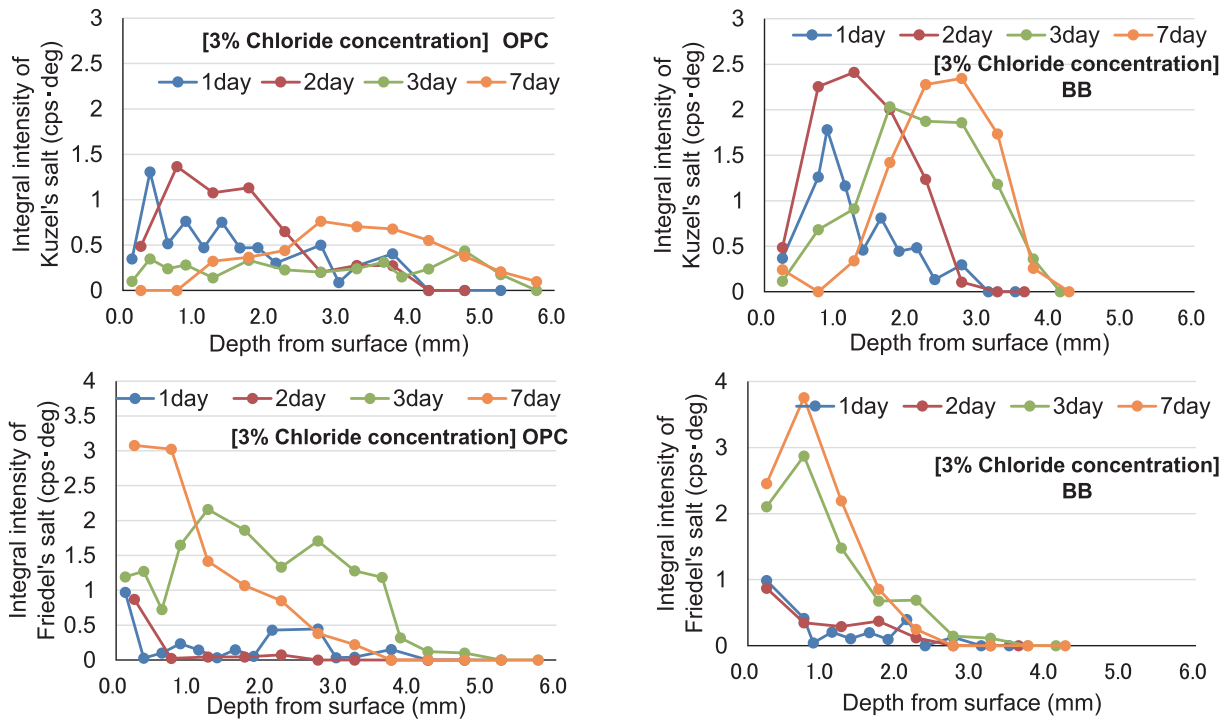 [3% Chloride concentration] OPC
1day 2day 3day 7day
Integral intensity of
Kuzel's salt (cps・deg)
3
2.5
2
1.5
1
0.5
0
0.0 1.0 2.0 3.0 4.0 5.0 6.0
Depth from surface (mm)
1day 2day 3day 7day
[3% Chloride concentration]
BB
Integral intensity of
Kuzel's salt (cps・deg)
3
2.5
2
1.5
1
0.5
0
0.0 1.0 2.0 3.0 4.0 5.0 6.0
Depth from surface (mm)
1day 2day 3day 7day
[3% Chloride concentration] OPC
Integral intensity of
Friedel's salt (cps・deg)
4
3.5
3
2.5
2
1.5
1
0.5
0
0.0 1.0 2.0 3.0 4.0 5.0 6.0
Depth from surface (mm)
1day 2day 3day 7day
[3% Chloride concentration]
BB
Integral intensity of
Friedel's salt (cps・deg)
4
3
2
1
0
0.0 1.0 2.0 3.0 4.0 5.0 6.0
Depth from surface (mm)